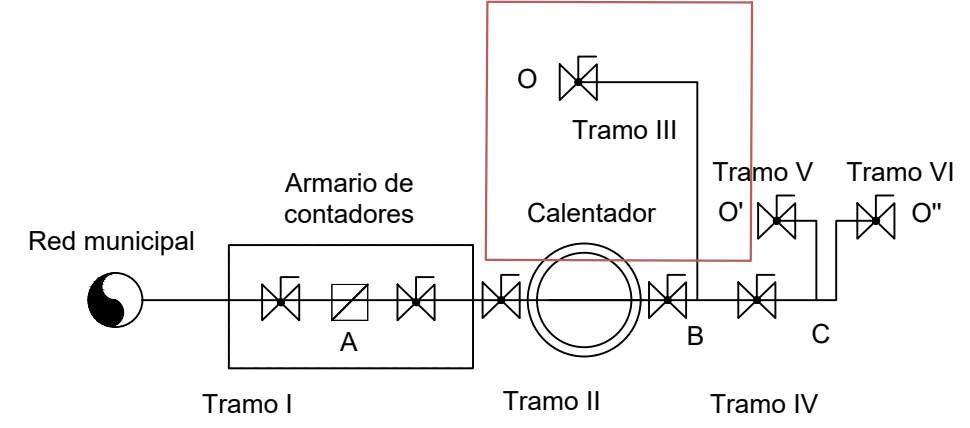 O
Tramo III
Tramo V
Tramo VI
Armario de
contadores
Calentador
O'
O"
Red municipal
A
B
C
Tramo I
Tramo II
Tramo IV